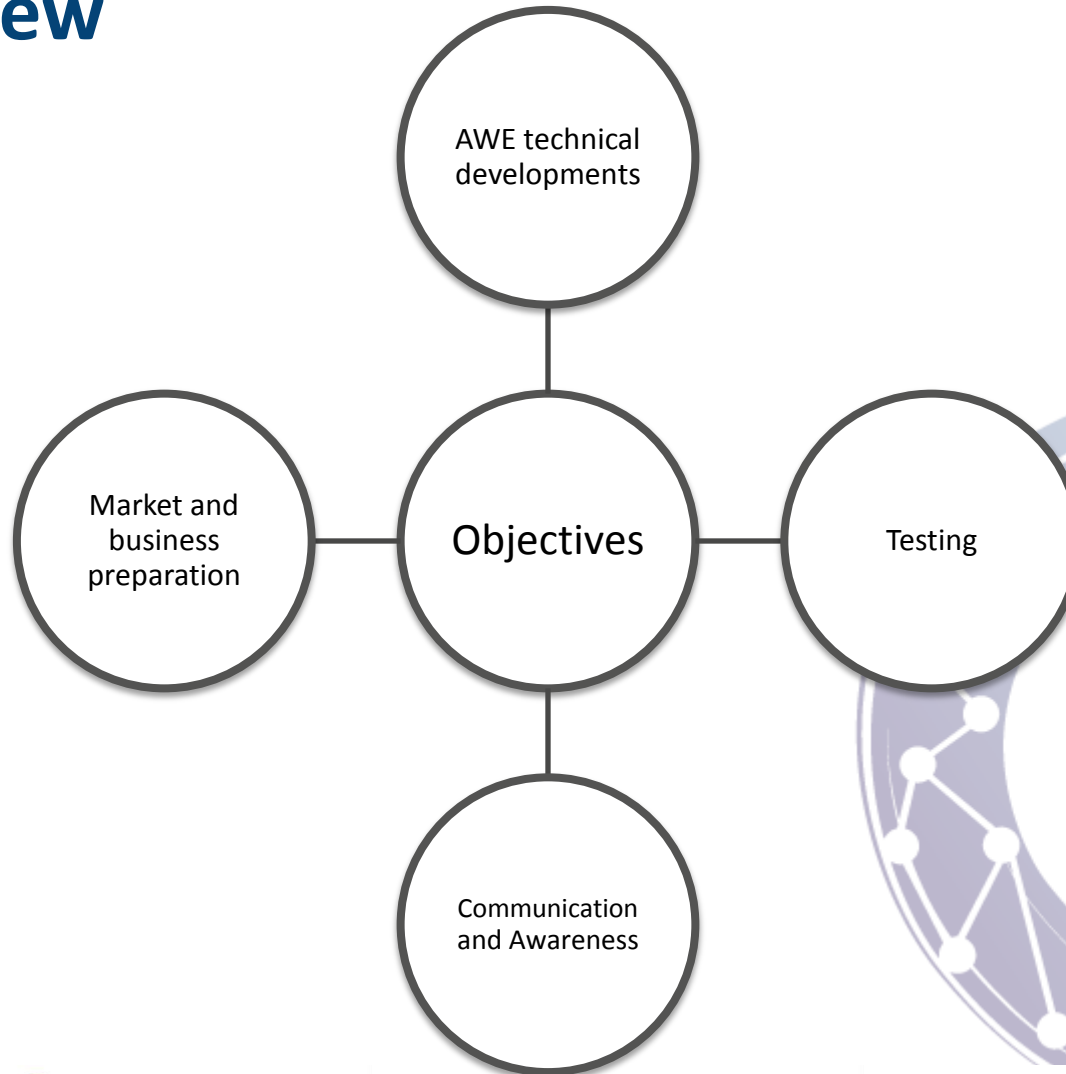 ew
AWE technical
developments
Market and
business
preparation
Objectives
Testing
Communication
and Awareness